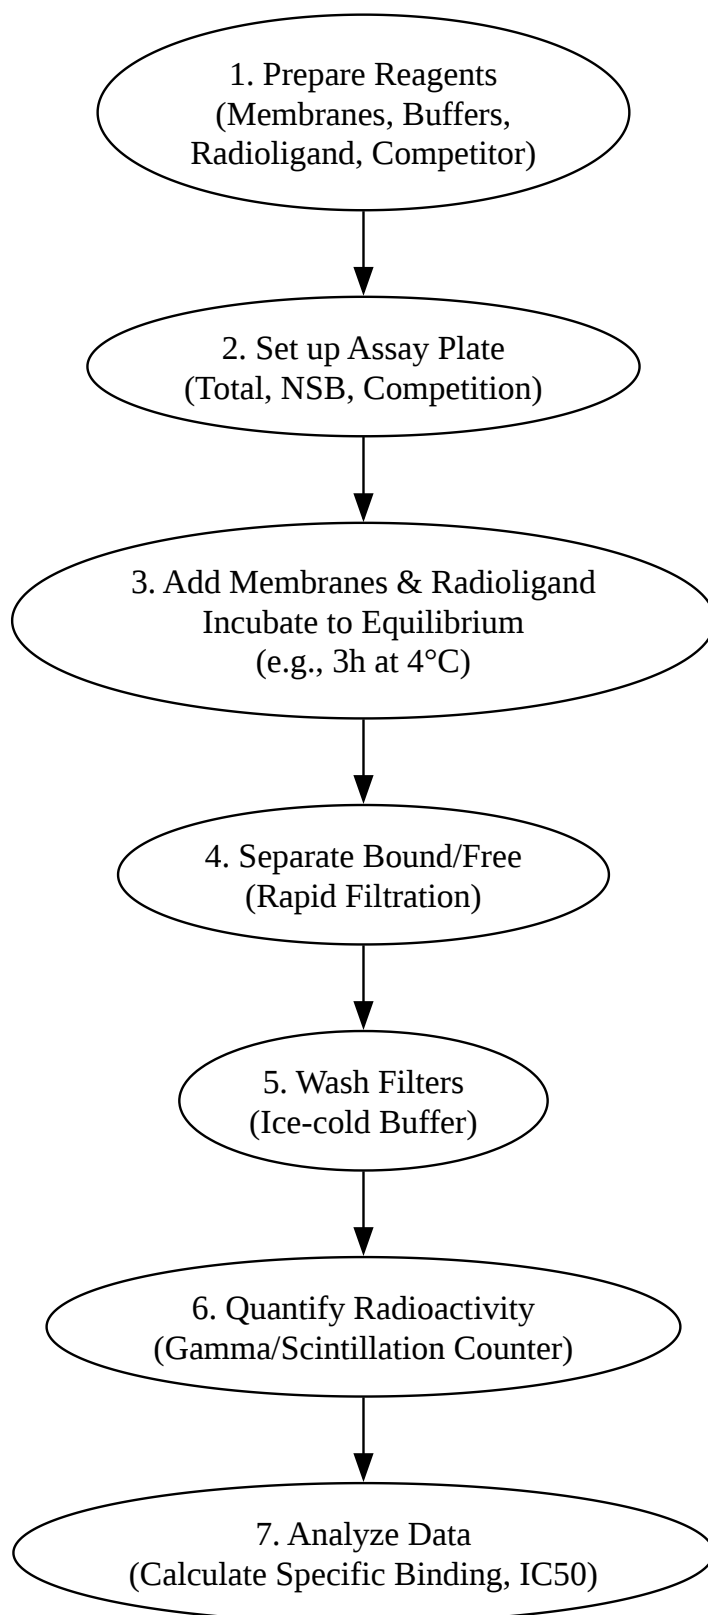 1. Prepare Reagents
(Membranes, Buffers,
Radioligand, Competitor)
2. Set up Assay Plate
(Total, NSB, Competition)
3. Add Membranes & Radioligand
Incubate to Equilibrium
(e.g., 3h at 4°C)
4. Separate Bound/Free
(Rapid Filtration)
5. Wash Filters
(Ice-cold Buffer)
6. Quantify Radioactivity
(Gamma/Scintillation Counter)
7. Analyze Data
(Calculate Specific Binding, IC50)